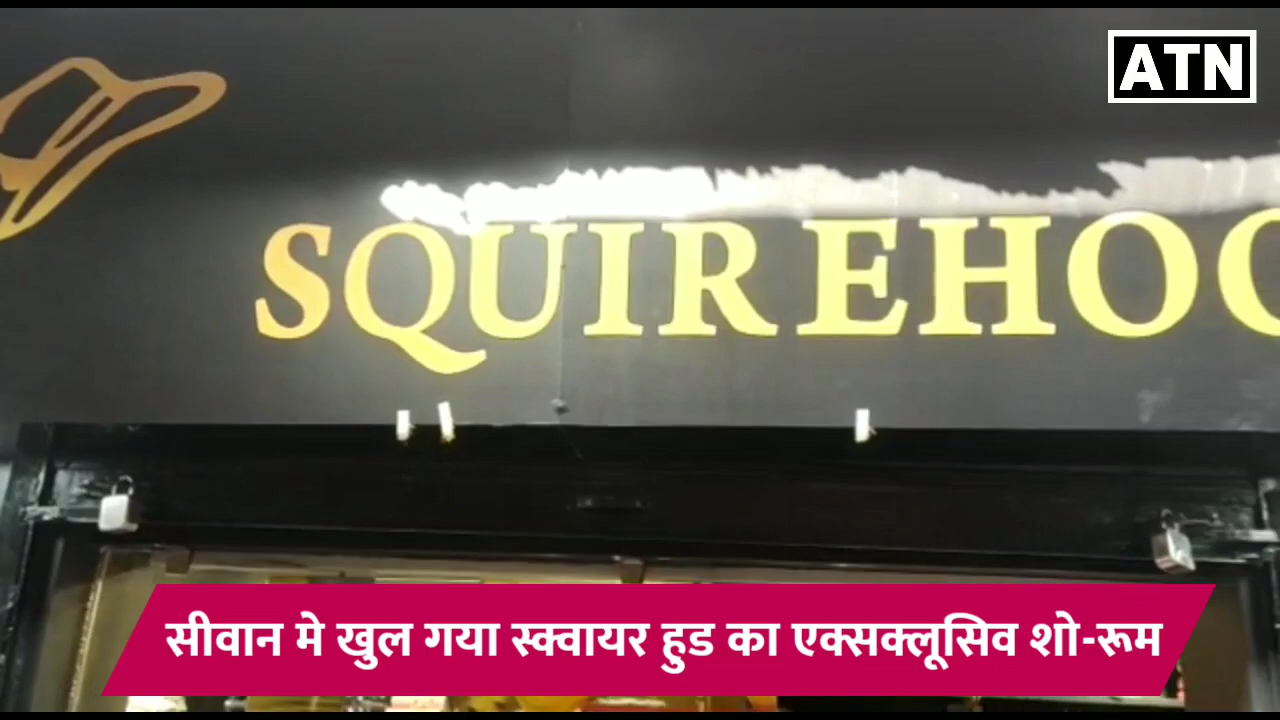 ATN
SQUIREHOO
सीवान मे खुल गया स्क्वायर हुड का एक्सक्लूसिव शो-रूम